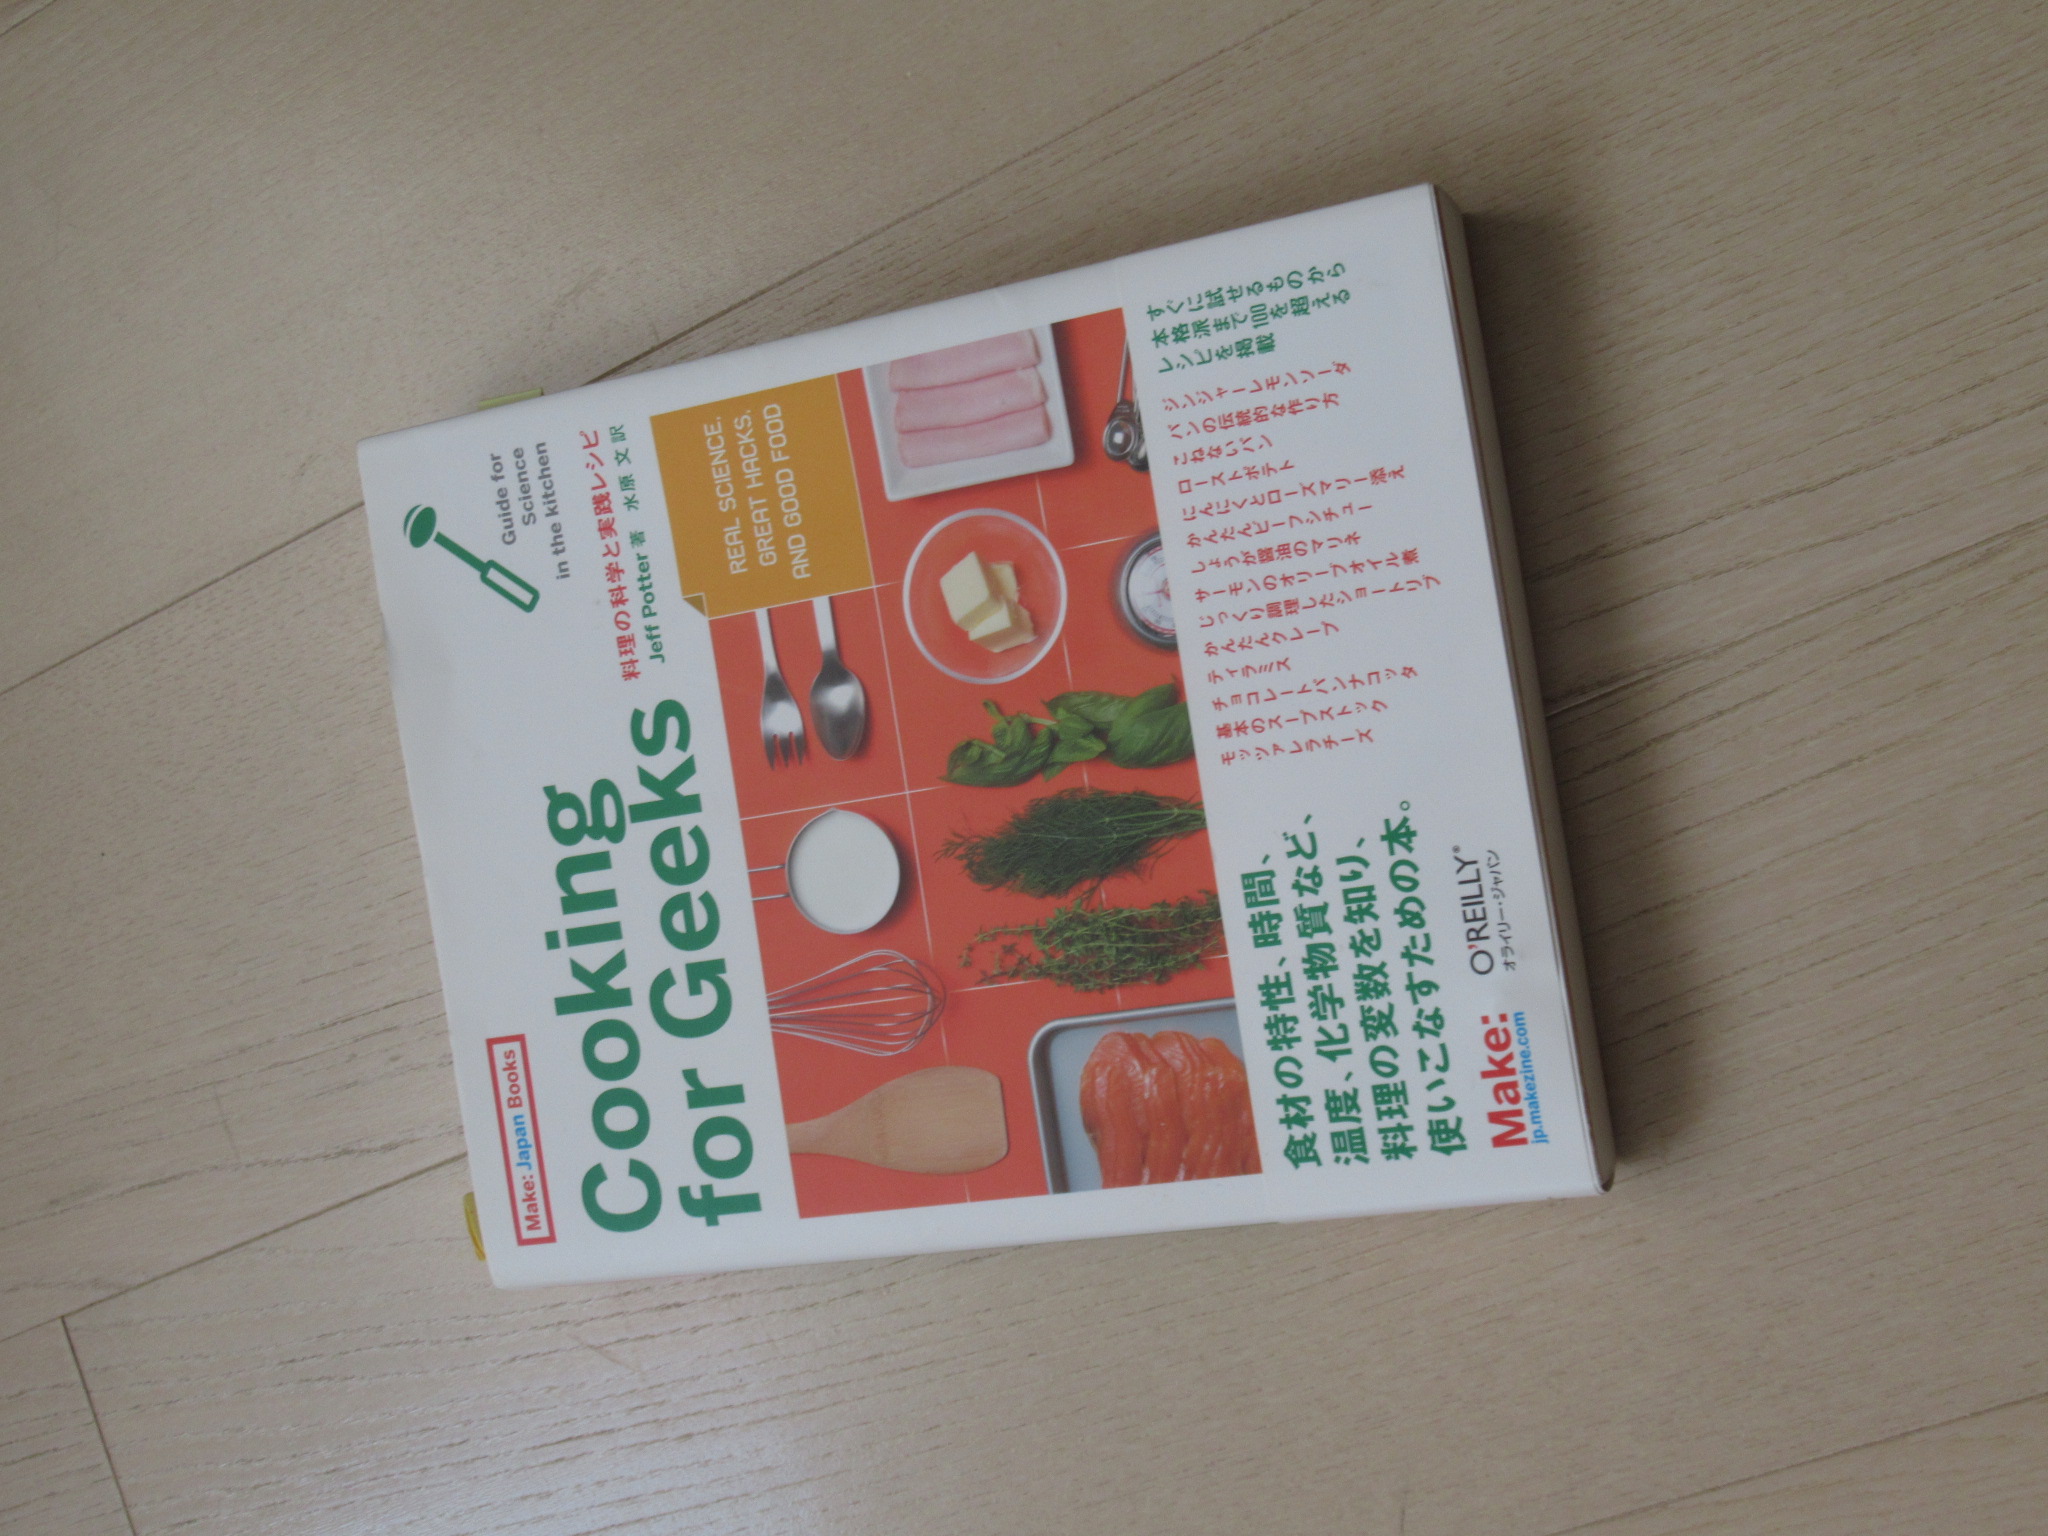 Make: Japan Books
Guide for
Science
in the kitchen
Cooking
for Geeks
料理の科学と実践レシピ
Jeff Potter 著 水原 文 訳
REAL SCIENCE,
GREAT HACKS,
AND GOOD FOOD
食材の特性、時間、
温度、化学物質など、
料理の変数を知り、
使いこなすための本。
すぐに試せるものから
本格派まで100を超える
レシピを掲載
ジンジャーレモンソーダ
パンの伝統的な作り方
こねないパン
ローストポテト
にんにくとローズマリー添え
かんたんビーフシチュー
しょうが醤油のマリネ
サーモンのオリーブオイル煮
じっくり調理したショートリブ
かんたんクレープ
ティラミス
チョコレートパンナコッタ
基本のスープストック
モッツァレラチーズ
Make:
jp.makezine.com
O'REILLY®
オライリー・ジャパン